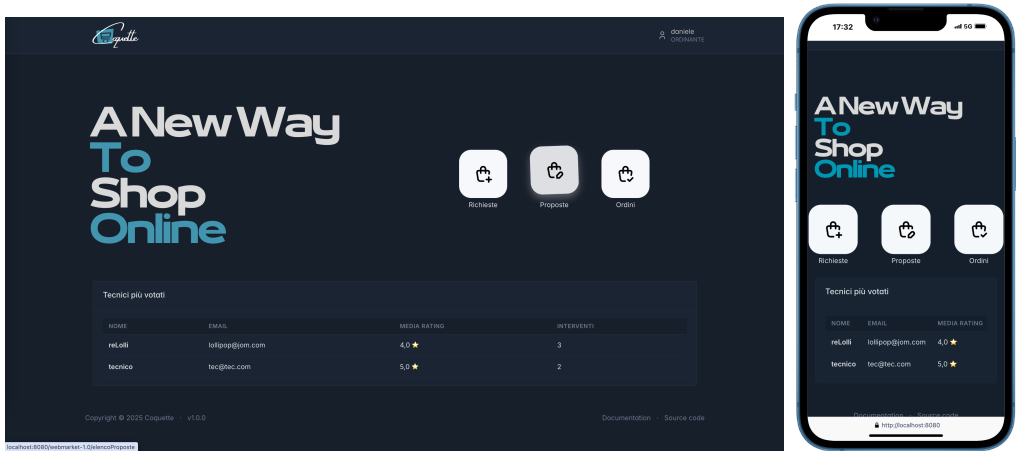 Coquette
daniele
ORDINANTE
A New Way
To
Shop
Online
Richieste
Proposte
Ordini
Tecnici più votati
NOME EMAIL MEDIA RATING INTERVENTI
reLolli lollipop@jom.com 4,0 ⭐ 3
tecnico tec@tec.com 5,0 ⭐ 2
Copyright © 2025 Coquette · v1.0.0
Documentation · Source code
localhost:8080/webmarket-1.0/elencoProposte
17:32 5G
A New Way
To
Shop
Online
Richieste
Proposte
Ordini
Tecnici più votati
NOME EMAIL MEDIA RATING
reLolli lollipop@jom.com 4,0 ⭐
tecnico tec@tec.com 5,0 ⭐
Documentation · Source code
http://localhost:8080